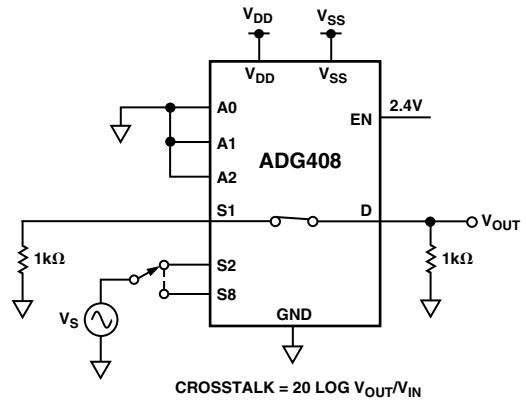 VDD VSS
VDD VSS
A0
2.4V
EN
A1
ADG408
A2
S1 D
VOUT
1kΩ 1kΩ
S2
S8
VS
GND
CROSSTALK = 20 LOG VOUT/VIN